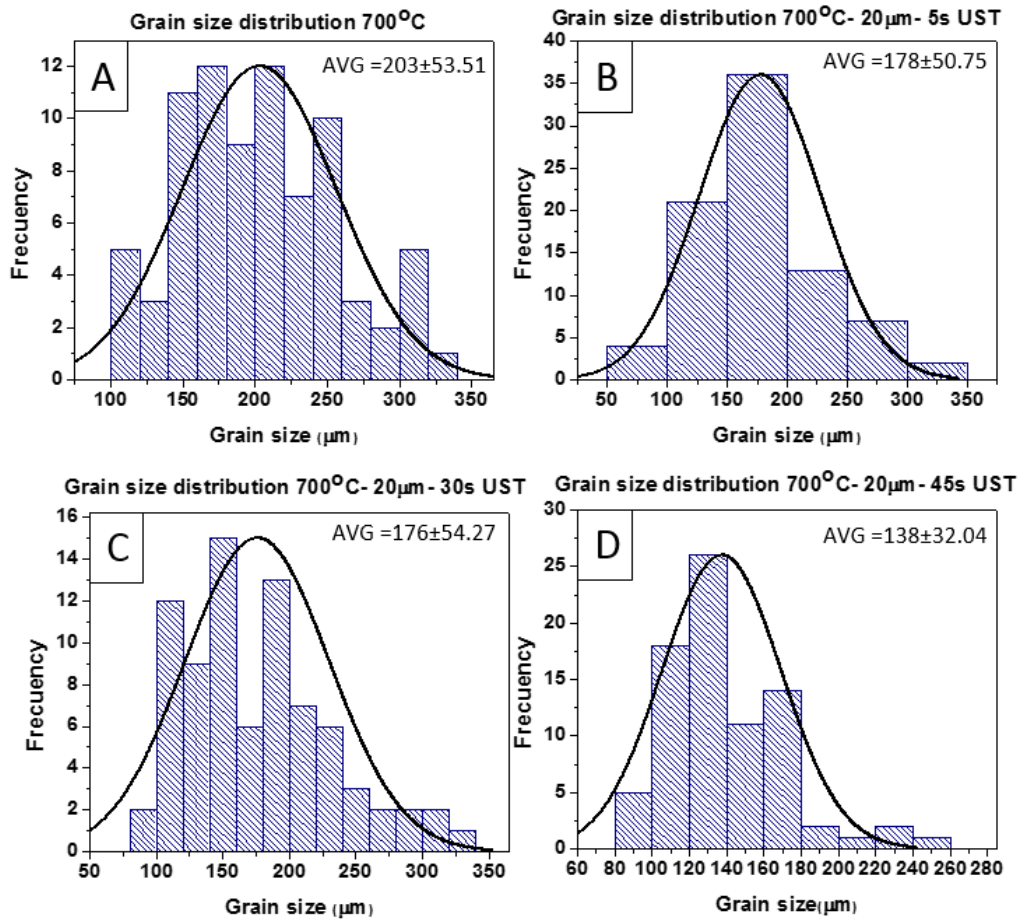 Grain size distribution 700°C
A
AVG =203±53.51
12
10
8
6
4
2
0
Frecuency
100 150 200 250 300 350
Grain size (µm)
Grain size distribution 700°C- 20µm- 5s UST
B
AVG =178±50.75
40
35
30
25
20
15
10
5
0
Frecuency
50 100 150 200 250 300 350
Grain size (µm)
Grain size distribution 700°C- 20µm- 30s UST
C
AVG =176±54.27
16
14
12
10
8
6
4
2
0
Frecuency
50 100 150 200 250 300 350
Grain size (µm)
Grain size distribution 700°C- 20µm- 45s UST
D
AVG =138±32.04
30
25
20
15
10
5
0
Frecuency
60 80 100 120 140 160 180 200 220 240 260 280
Grain size(µm)